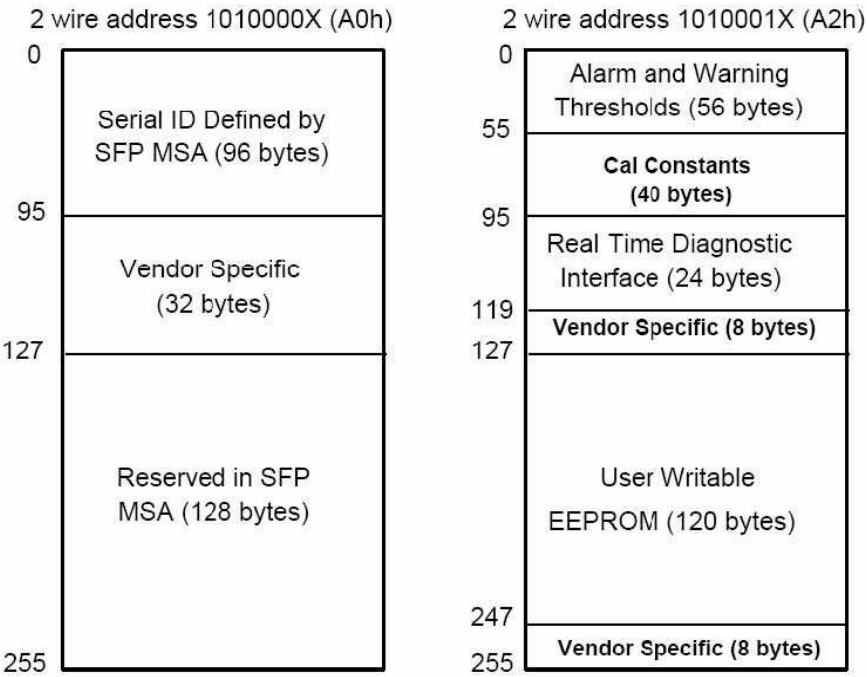 2 wire address 1010000X (A0h)
0
Serial ID Defined by
SFP MSA (96 bytes)
95
Vendor Specific
(32 bytes)
127
Reserved in SFP
MSA (128 bytes)
255
2 wire address 1010001X (A2h)
0
Alarm and Warning
Thresholds (56 bytes)
55
Cal Constants
(40 bytes)
95
Real Time Diagnostic
Interface (24 bytes)
119
Vendor Specific (8 bytes)
127
User Writable
EEPROM (120 bytes)
247
Vendor Specific (8 bytes)
255